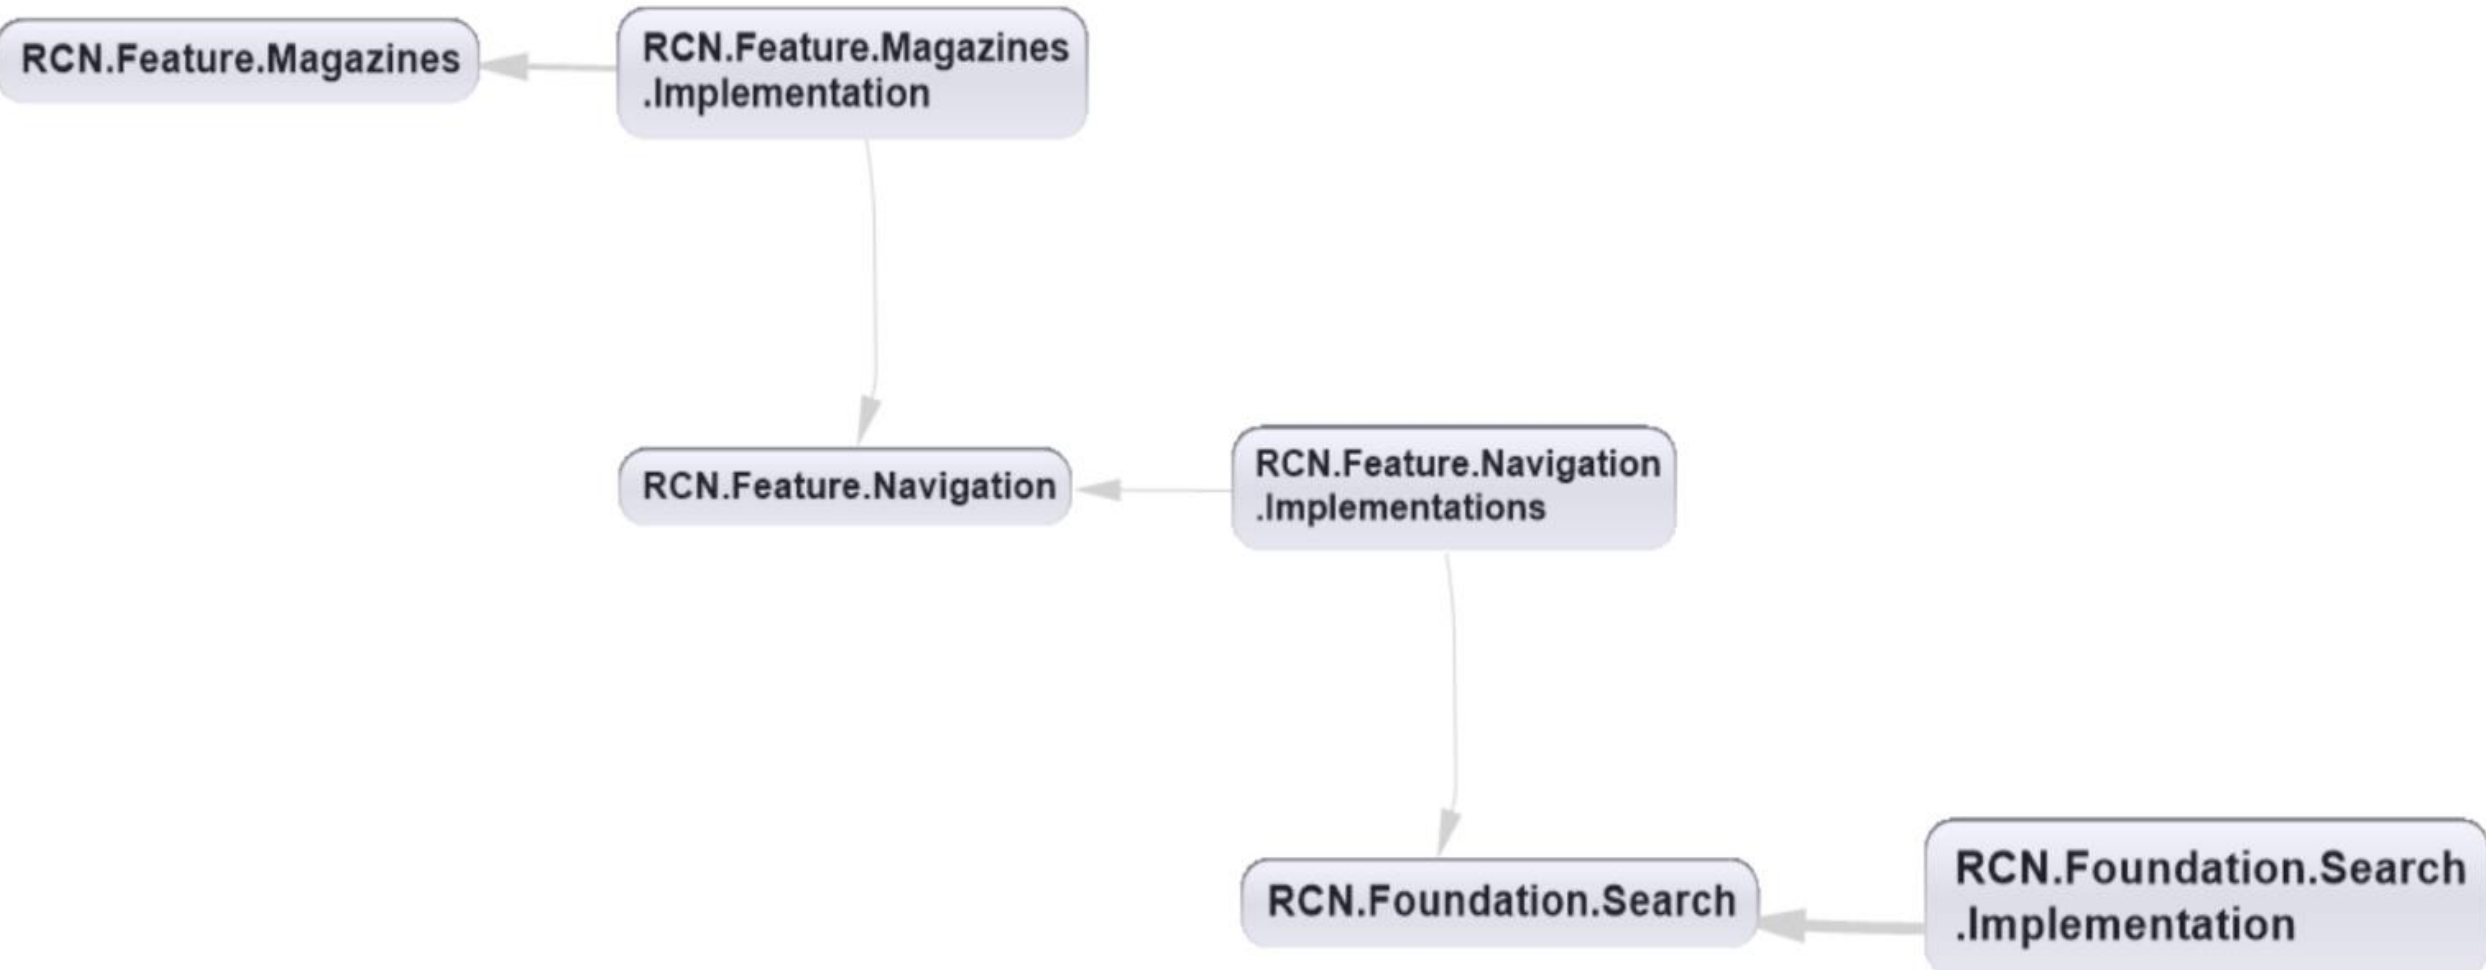 RCN.Feature.Magazines
RCN.Feature.Magazines
.Implementation
RCN.Feature.Navigation
RCN.Feature.Navigation
.Implementations
RCN.Foundation.Search
RCN.Foundation.Search
.Implementation